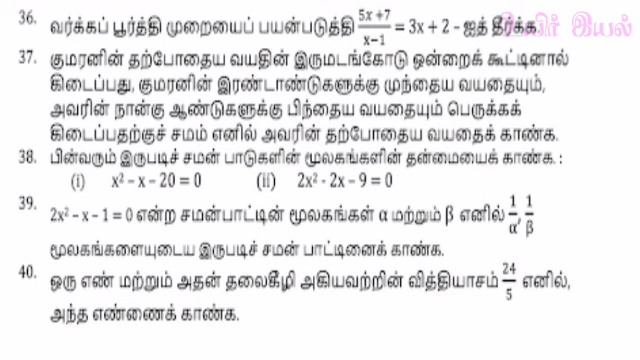 36. வர்க்கப் பூர்த்தி முறையைப் பயன்படுத்தி (5x+7)/(x-1) = 3x + 2 - ஐத் தீர்க்க.
37. குமரனின் தற்போதைய வயதின் இருமடங்கோடு ஒன்றைக் கூட்டினால்
கிடைப்பது, குமரனின் இரண்டாண்டுகளுக்கு முந்தைய வயதையும்,
அவரின் நான்கு ஆண்டுகளுக்கு பிந்தைய வயதையும் பெருக்கக்
கிடைப்பதற்குச் சமம் எனில் அவரின் தற்போதைய வயதைக் காண்க.
38. பின்வரும் இருபடிச் சமன் பாடுகளின் மூலகங்களின் தன்மையைக் காண்க. :
(i) x² – x – 20 = 0 (ii) 2x² - 2x – 9 = 0
39. 2x² – x – 1 = 0 என்ற சமன்பாட்டின் மூலகங்கள் α மற்றும் β எனில் 1/α, 1/β
மூலகங்களையுடைய இருபடிச் சமன் பாட்டினைக் காண்க.
40. ஒரு எண் மற்றும் அதன் தலைகீழி அகியவற்றின் வித்தியாசம் 24/5 எனில்,
அந்த எண்ணைக் காண்க.